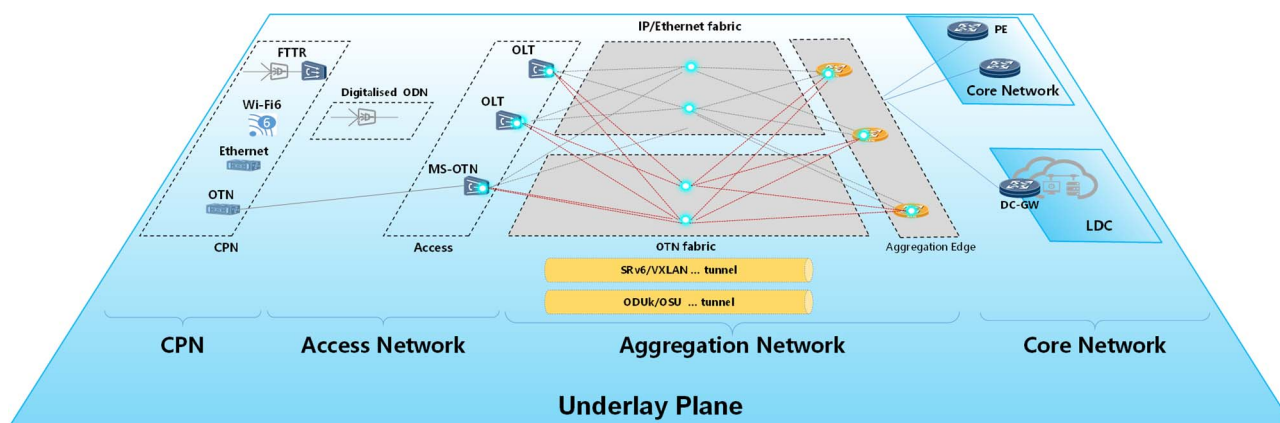 IP/Ethernet fabric
PE
FTTR
OLT
Core Network
Digitalised ODN
Wi-Fi6
6
OLT
Ethernet
MS-OTN
OTN
DC-GW
LDC
CPN
Access
OTN fabric
Aggregation Edge
SRv6/VXLAN ... tunnel
ODUk/OSU ... tunnel
CPN
Access Network
Aggregation Network
Core Network
Underlay Plane